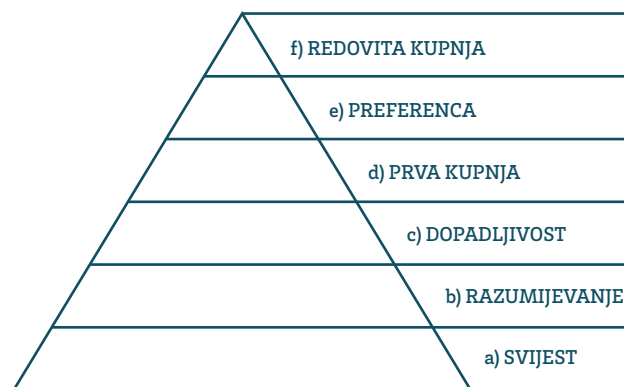 f) REDOVITA KUPNJA
e) PREFERENCA
d) PRVA KUPNJA
c) DOPADLJIVOST
b) RAZUMIJEVANJE
a) SVIJEST